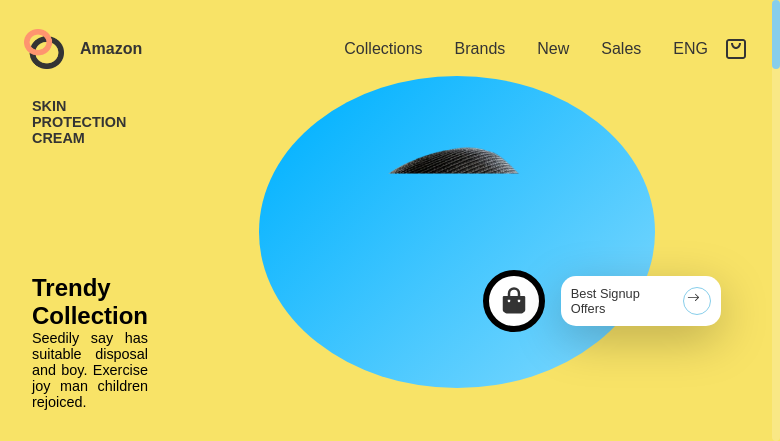 Amazon
Collections Brands New Sales ENG
SKIN
PROTECTION
CREAM
Trendy
Collection
Seedily say has
suitable disposal
and boy. Exercise
joy man children
rejoiced.
Best Signup
Offers